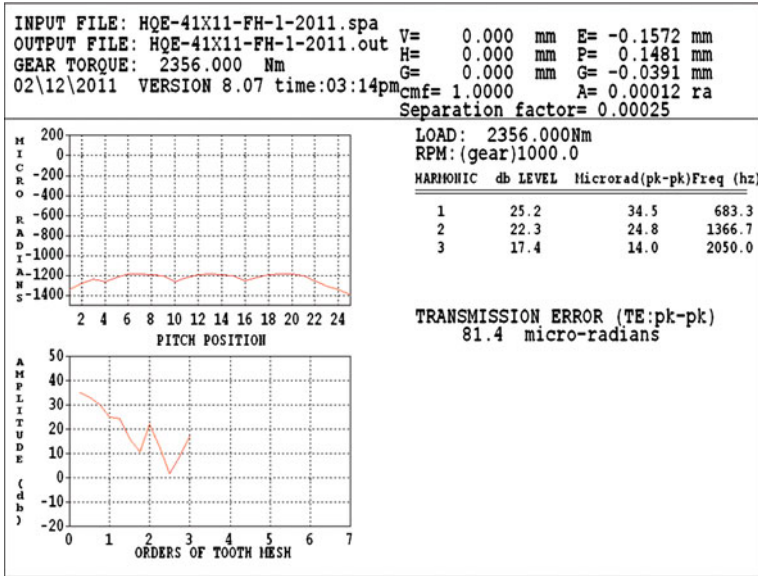 INPUT FILE: HQE-41X11-FH-1-2011.spa
OUTPUT FILE: HQE-41X11-FH-1-2011.out
GEAR TORQUE: 2356.000 Nm
02\12\2011 VERSION 8.07 time:03:14pm
V= 0.000 mm E= -0.1572 mm
H= 0.000 mm P= 0.1481 mm
G= 0.000 mm G= -0.0391 mm
cmf= 1.0000 A= 0.00012 ra
Separation factor= 0.00025
MICRO RADIANS
200
0
-200
-400
-600
-800
-1000
-1200
-1400
2 4 6 8 10 12 14 16 18 20 22 24
PITCH POSITION
LOAD: 2356.000Nm
RPM:(gear)1000.0
HARMONIC db LEVEL Microrad(pk-pk)Freq (hz)
1 25.2 34.5 683.3
2 22.3 24.8 1366.7
3 17.4 14.0 2050.0
TRANSMISSION ERROR (TE:pk-pk)
81.4 micro-radians
AMPLITUDE (db)
50
40
30
20
10
0
-10
-20
0 1 2 3 4 5 6 7
ORDERS OF TOOTH MESH